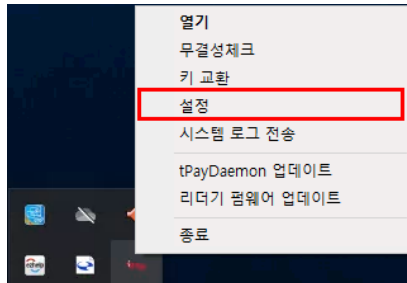 열기
무결성체크
키 교환
설정
시스템 로그 전송
tPayDaemon 업데이트
리더기 펌웨어 업데이트
종료